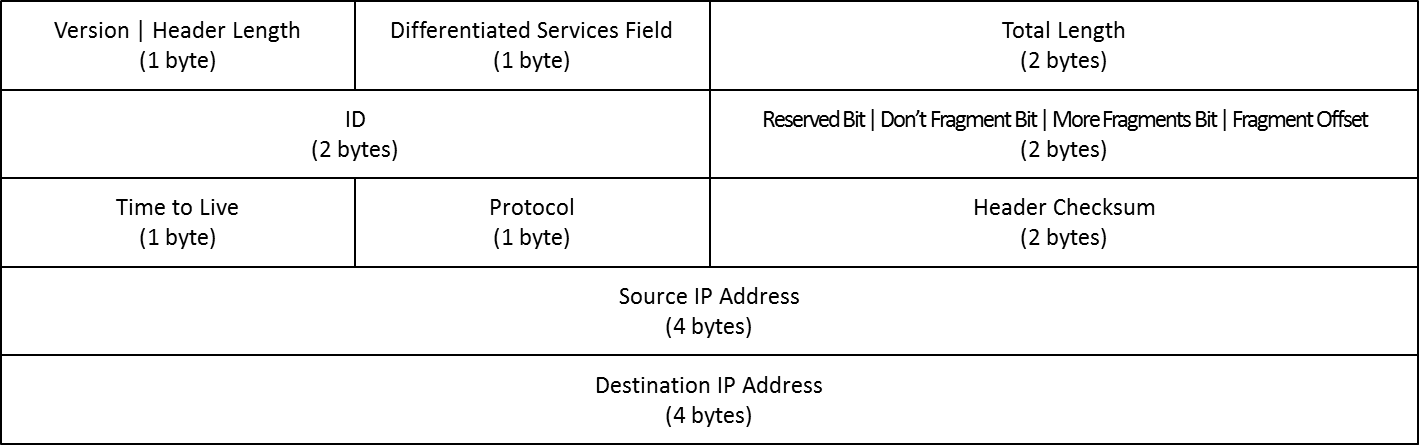 Version | Header Length
(1 byte)
Differentiated Services Field
(1 byte)
Total Length
(2 bytes)
ID
(2 bytes)
Reserved Bit | Don’t Fragment Bit | More Fragments Bit | Fragment Offset
(2 bytes)
Time to Live
(1 byte)
Protocol
(1 byte)
Header Checksum
(2 bytes)
Source IP Address
(4 bytes)
Destination IP Address
(4 bytes)